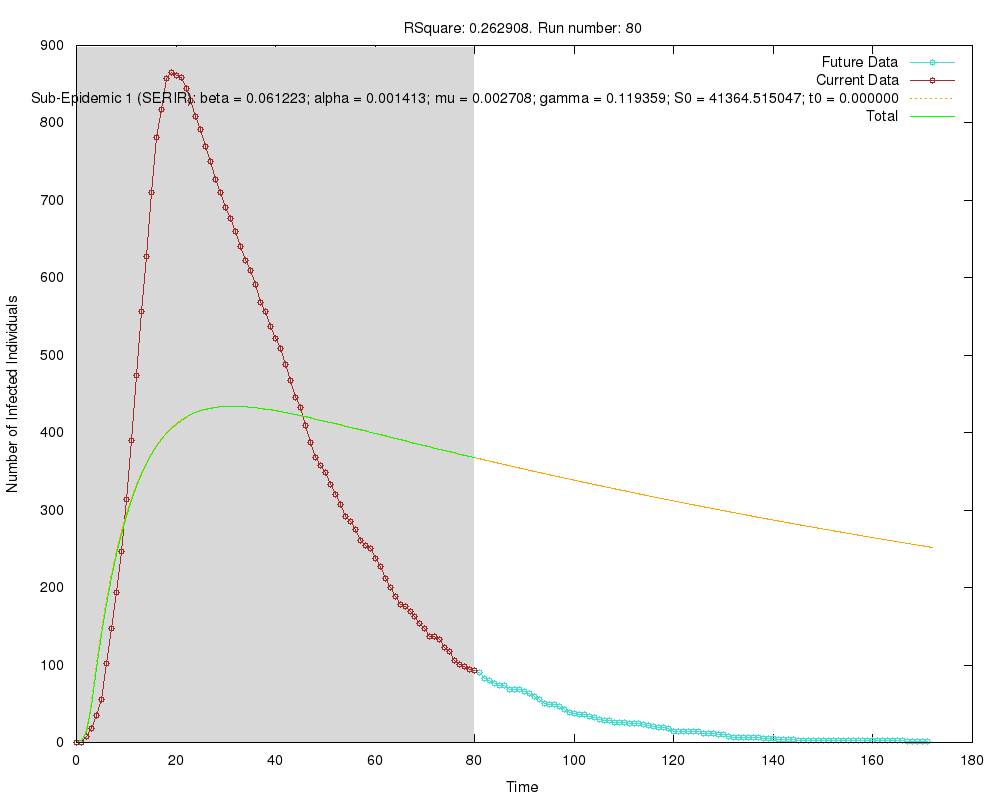 RSquare: 0.262908. Run number: 80
Future Data
Current Data
Sub-Epidemic 1 (SERIR): beta = 0.061223; alpha = 0.001413; mu = 0.002708; gamma = 0.119359; S0 = 41364.515047; t0 = 0.000000
Total
Number of Infected Individuals
900
800
700
600
500
400
300
200
100
0
0 20 40 60 80 100 120 140 160 180
Time